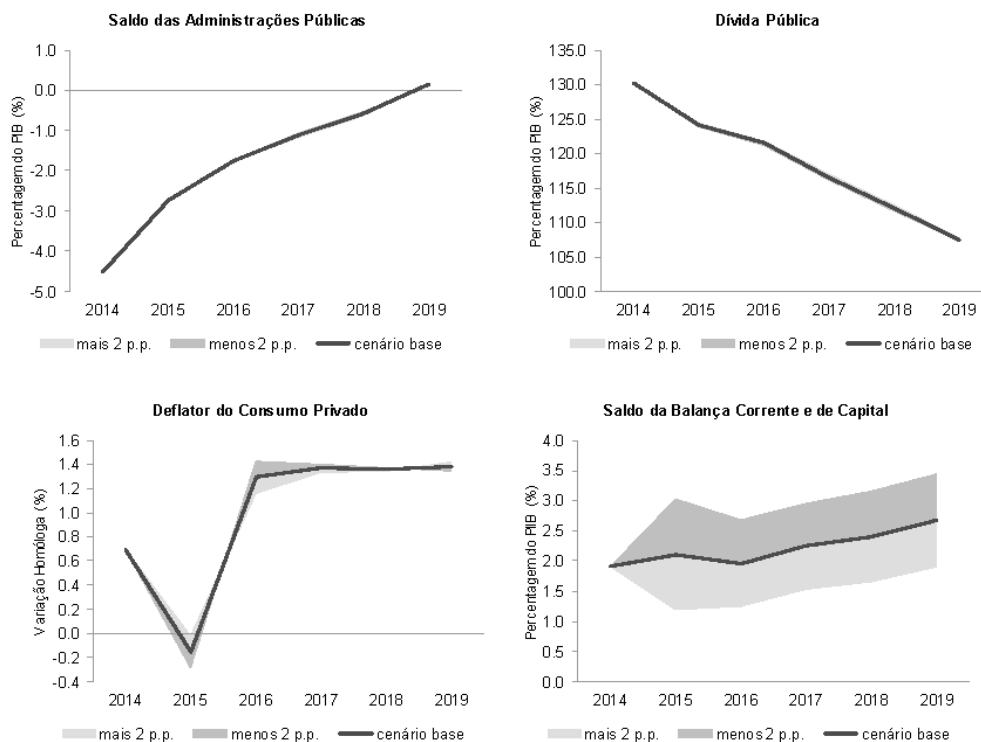 Saldo das Administrações Públicas
Percentagem do PIB (%)
1.0
0.0
-1.0
-2.0
-3.0
-4.0
-5.0
2014 2015 2016 2017 2018 2019
mais 2 p.p. menos 2 p.p. cenário base
Dívida Pública
Percentagem do PIB (%)
135.0
130.0
125.0
120.0
115.0
110.0
105.0
100.0
2014 2015 2016 2017 2018 2019
mais 2 p.p. menos 2 p.p. cenário base
Deflator do Consumo Privado
Variação Homóloga (%)
1.6
1.4
1.2
1.0
0.8
0.6
0.4
0.2
0.0
-0.2
-0.4
2014 2015 2016 2017 2018 2019
mais 2 p.p. menos 2 p.p. cenário base
Saldo da Balança Corrente e de Capital
Percentagem do PIIB (%)
4.0
3.5
3.0
2.5
2.0
1.5
1.0
0.5
0.0
2014 2015 2016 2017 2018 2019
mais 2 p.p. menos 2 p.p. cenário base